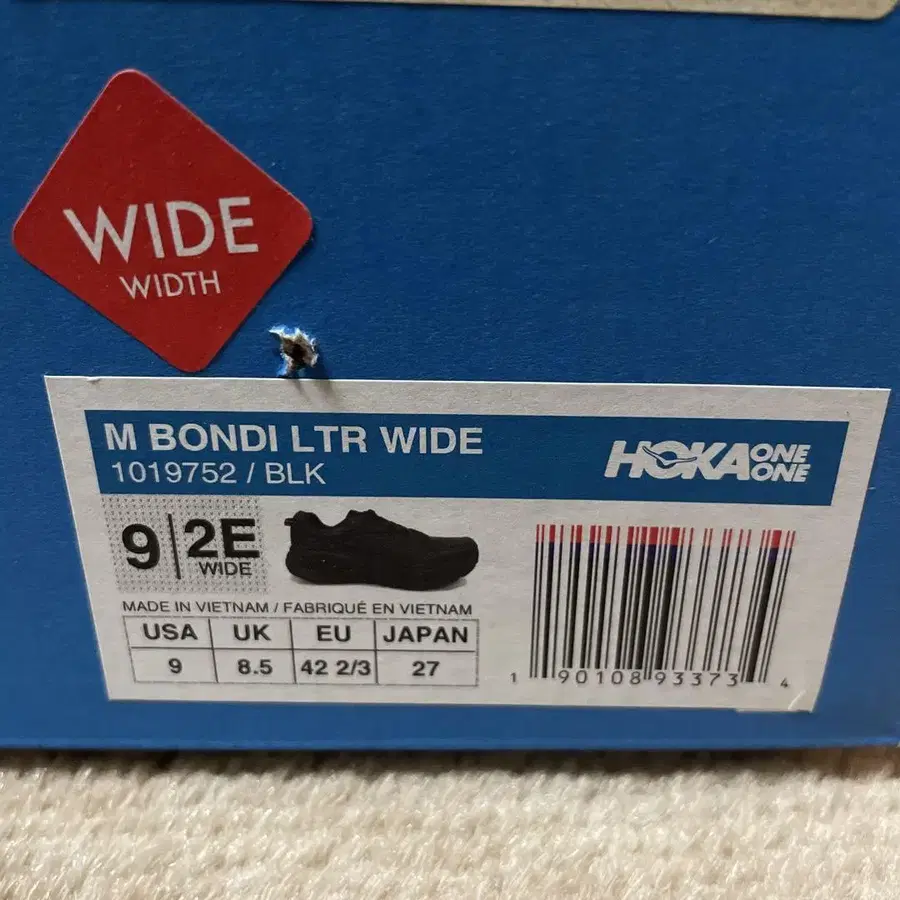 WIDE
WIDTH
M BONDI LTR WIDE
1019752 / BLK
HOKA ONE ONE
9 | 2E
WIDE
MADE IN VIETNAM / FABRIQUÉ EN VIETNAM
USA UK EU JAPAN
9 8.5 42 2/3 27
1 90108 93373 4